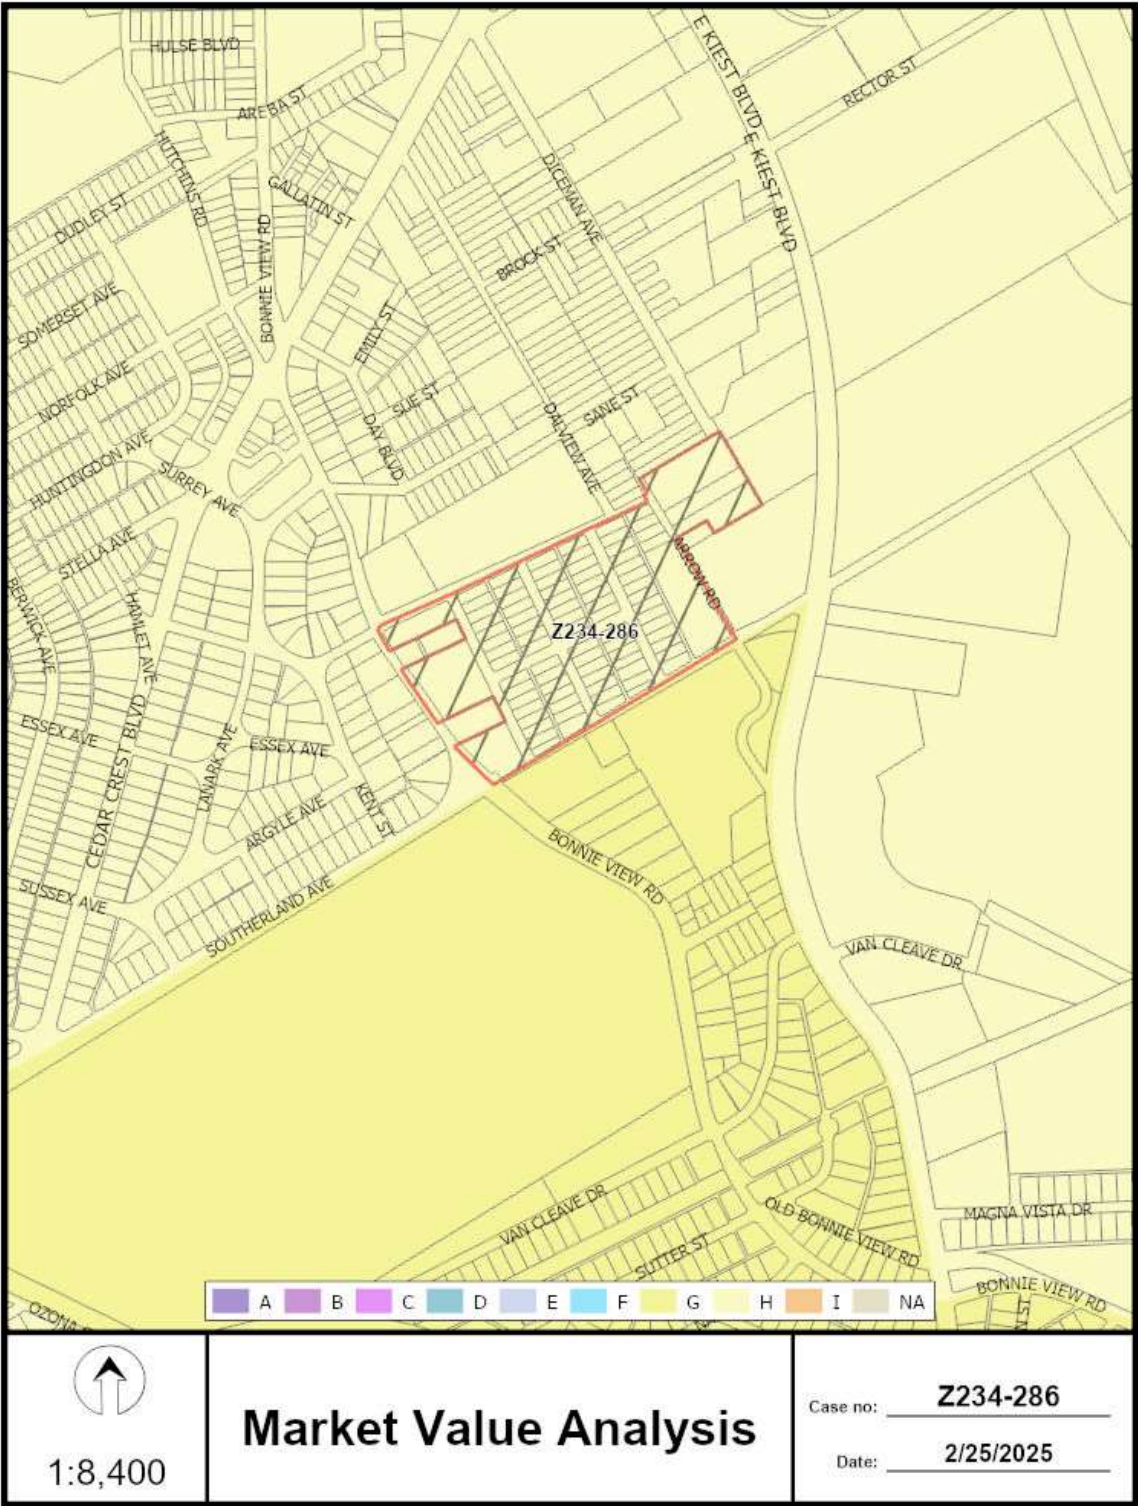 HULSE BLVD
E KIEST BLVD
RECTOR ST
AREBA ST
E KIEST BLVD
HUTCHINS RD
DICEMAN AVE
GALLATIN ST
DUDLEY ST
BONNIE VIEW RD
BROCK ST
SOMERSET AVE
EMILY ST
NORFOLK AVE
SLIE ST
SANE ST
DALVIEW AVE
DAY BLVD
HUNTINGDON AVE
SURREY AVE
STELLA AVE
ARROW RD
BERWICK AVE
HAMLET AVE
Z234-286
ESSEX AVE
CEDAR CREST BLVD
LANARK AVE
ESSEX AVE
KENT ST
ARGYLE AVE
BONNIE VIEW RD
SUSSEX AVE
SOUTHERLAND AVE
VAN CLEAVE DR
VAN CLEAVE DR
OLD BONNIE VIEW RD
MAGNA VISTA DR
SUTTER ST
BONNIE VIEW RD
A B C D E F G H I NA
OZONA
1:8,400
Market Value Analysis
Case no: Z234-286
Date: 2/25/2025